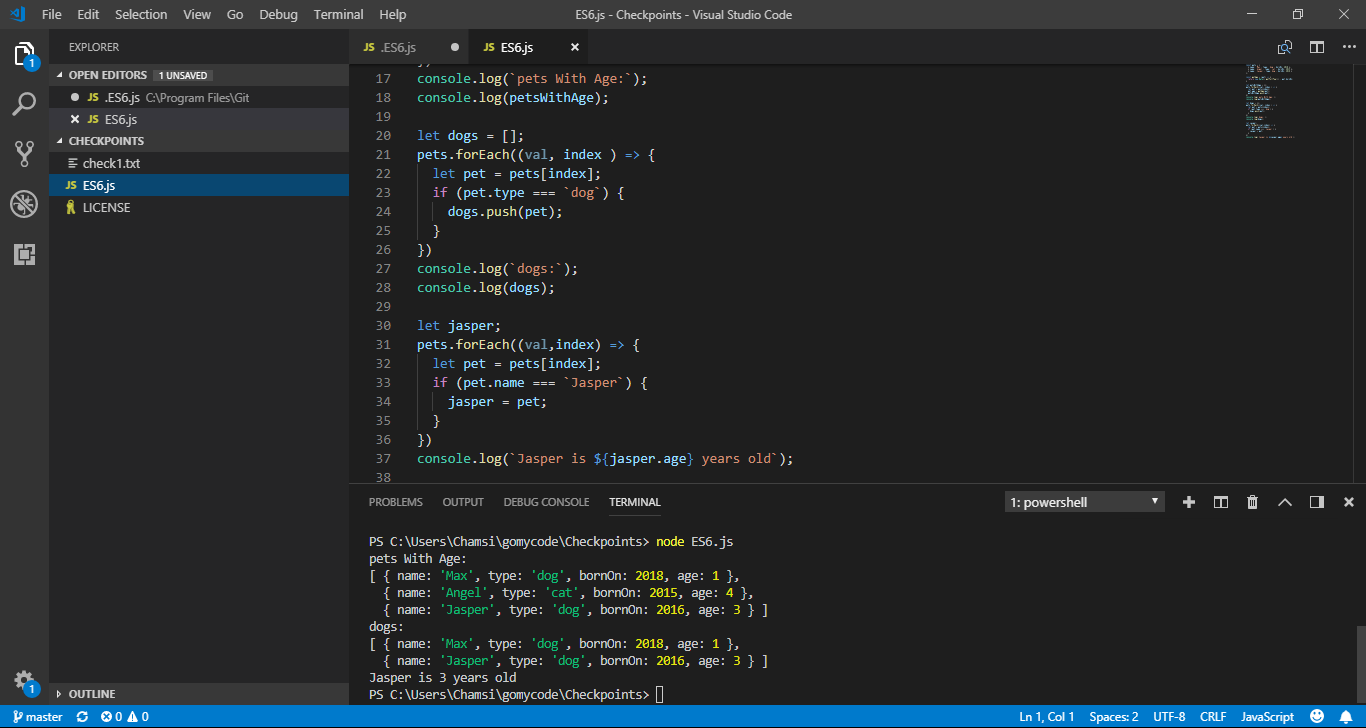 File Edit Selection View Go Debug Terminal Help ES6.js - Checkpoints - Visual Studio Code
EXPLORER
OPEN EDITORS 1 UNSAVED
JS .ES6.js C:\Program Files\Git
JS ES6.js
CHECKPOINTS
check1.txt
JS ES6.js
LICENSE
OUTLINE
1
1
JS .ES6.js JS ES6.js
17 console.log(`pets With Age:`);
18 console.log(petsWithAge);
19
20 let dogs = [];
21 pets.forEach((val, index ) => {
22 let pet = pets[index];
23 if (pet.type === `dog`) {
24 dogs.push(pet);
25 }
26 })
27 console.log(`dogs:`);
28 console.log(dogs);
29
30 let jasper;
31 pets.forEach((val,index) => {
32 let pet = pets[index];
33 if (pet.name === `Jasper`) {
34 jasper = pet;
35 }
36 })
37 console.log(`Jasper is ${jasper.age} years old`);
38
PROBLEMS OUTPUT DEBUG CONSOLE TERMINAL 1: powershell
PS C:\Users\Chamsi\gomycode\Checkpoints> node ES6.js
pets With Age:
[ { name: 'Max', type: 'dog', bornOn: 2018, age: 1 },
{ name: 'Angel', type: 'cat', bornOn: 2015, age: 4 },
{ name: 'Jasper', type: 'dog', bornOn: 2016, age: 3 } ]
dogs:
[ { name: 'Max', type: 'dog', bornOn: 2018, age: 1 },
{ name: 'Jasper', type: 'dog', bornOn: 2016, age: 3 } ]
Jasper is 3 years old
PS C:\Users\Chamsi\gomycode\Checkpoints>
master 0 0 Ln 1, Col 1 Spaces: 2 UTF-8 CRLF JavaScript